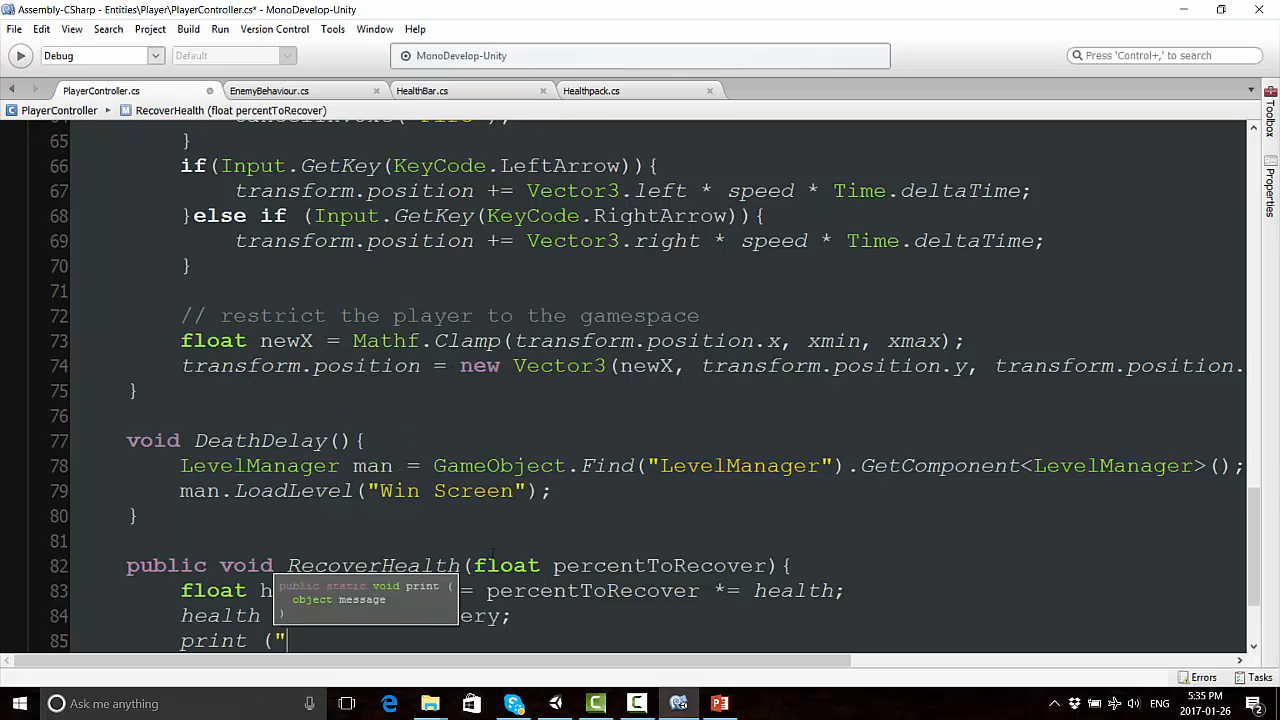 Assembly-CSharp - Entities\Player\PlayerController.cs* - MonoDevelop-Unity
File Edit View Search Project Build Run Version Control Tools Window Help
Debug Default MonoDevelop-Unity Press 'Control+,' to search
PlayerController.cs EnemyBehaviour.cs HealthBar.cs Healthpack.cs
PlayerController RecoverHealth (float percentToRecover)
65 }
66 if(Input.GetKey(KeyCode.LeftArrow)){
67 transform.position += Vector3.left * speed * Time.deltaTime;
68 }else if (Input.GetKey(KeyCode.RightArrow)){
69 transform.position += Vector3.right * speed * Time.deltaTime;
70 }
71
72 // restrict the player to the gamespace
73 float newX = Mathf.Clamp(transform.position.x, xmin, xmax);
74 transform.position = new Vector3(newX, transform.position.y, transform.position.
75 }
76
77 void DeathDelay(){
78 LevelManager man = GameObject.Find("LevelManager").GetComponent<LevelManager>();
79 man.LoadLevel("Win Screen");
80 }
81
82 public void RecoverHealth(float percentToRecover){
83 float h = percentToRecover *= health;
84 health ery;
85 print ("
public static void print (
object message
)
Toolbox
Properties
Errors Tasks
Ask me anything
ENG 5:35 PM
2017-01-26
2